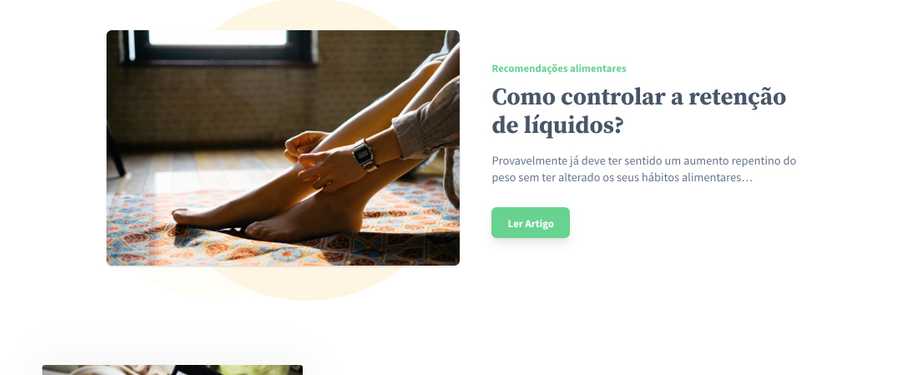 Recomendações alimentares
Como controlar a retenção
de líquidos?
Provavelmente já deve ter sentido um aumento repentino do
peso sem ter alterado os seus hábitos alimentares…
Ler Artigo